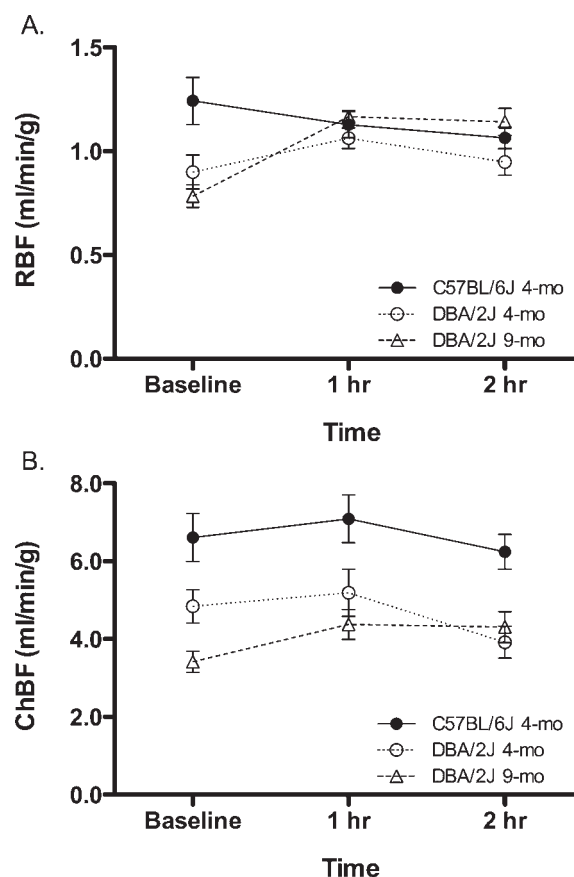 A.
RBF (ml/min/g)
1.5
1.0
0.5
0.0
C57BL/6J 4-mo
DBA/2J 4-mo
DBA/2J 9-mo
Baseline 1 hr 2 hr
Time
B.
ChBF (ml/min/g)
8.0
6.0
4.0
2.0
0.0
C57BL/6J 4-mo
DBA/2J 4-mo
DBA/2J 9-mo
Baseline 1 hr 2 hr
Time